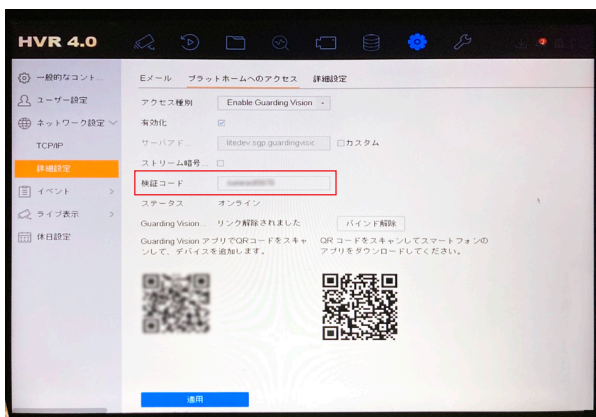 HVR 4.0
一般的なコント...
ユーザー設定
ネットワーク設定
TCP/IP
詳細設定
イベント
ライブ表示
休日設定
Eメール プラットホームへのアクセス 詳細設定
アクセス種別 Enable Guarding Vision
有効化
サーバアド... litedev.sgp.guardingvisic カスタム
ストリーム暗号...
検証コード
ステータス オンライン
Guarding Vision... リンク解除されました バインド解除
Guarding Vision アプリでQRコードをスキャンして、デバイスを追加します。
QRコードをスキャンしてスマートフォンのアプリをダウンロードしてください。
適用